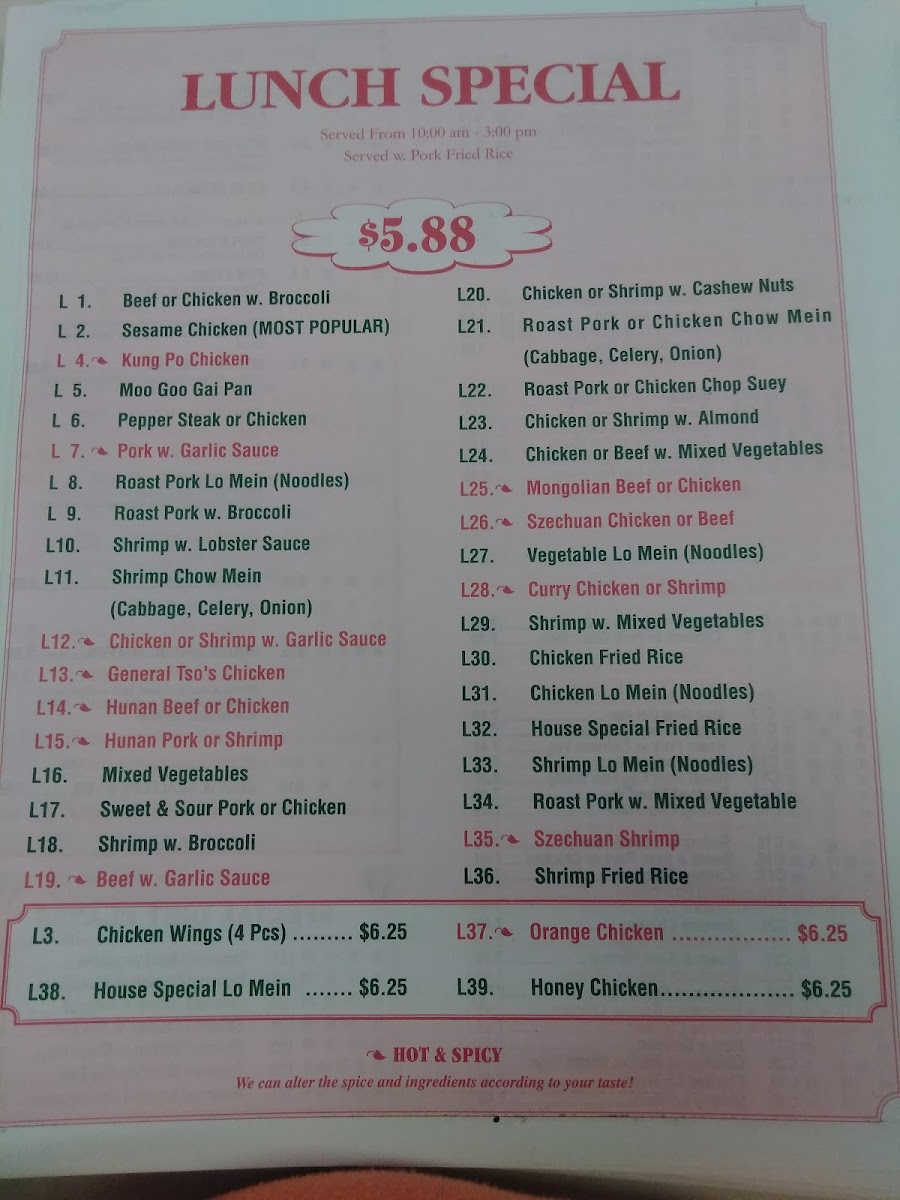 LUNCH SPECIAL
Served From 10:00 am - 3:00 pm
Served w. Pork Fried Rice
$5.88
L 1. Beef or Chicken w. Broccoli
L 2. Sesame Chicken (MOST POPULAR)
L 4. Kung Po Chicken
L 5. Moo Goo Gai Pan
L 6. Pepper Steak or Chicken
L 7. Pork w. Garlic Sauce
L 8. Roast Pork Lo Mein (Noodles)
L 9. Roast Pork w. Broccoli
L10. Shrimp w. Lobster Sauce
L11. Shrimp Chow Mein
(Cabbage, Celery, Onion)
L12. Chicken or Shrimp w. Garlic Sauce
L13. General Tso's Chicken
L14. Hunan Beef or Chicken
L15. Hunan Pork or Shrimp
L16. Mixed Vegetables
L17. Sweet & Sour Pork or Chicken
L18. Shrimp w. Broccoli
L19. Beef w. Garlic Sauce
L20. Chicken or Shrimp w. Cashew Nuts
L21. Roast Pork or Chicken Chow Mein
(Cabbage, Celery, Onion)
L22. Roast Pork or Chicken Chop Suey
L23. Chicken or Shrimp w. Almond
L24. Chicken or Beef w. Mixed Vegetables
L25. Mongolian Beef or Chicken
L26. Szechuan Chicken or Beef
L27. Vegetable Lo Mein (Noodles)
L28. Curry Chicken or Shrimp
L29. Shrimp w. Mixed Vegetables
L30. Chicken Fried Rice
L31. Chicken Lo Mein (Noodles)
L32. House Special Fried Rice
L33. Shrimp Lo Mein (Noodles)
L34. Roast Pork w. Mixed Vegetable
L35. Szechuan Shrimp
L36. Shrimp Fried Rice
L3. Chicken Wings (4 Pcs) ......... $6.25
L37. Orange Chicken ................. $6.25
L38. House Special Lo Mein ....... $6.25
L39. Honey Chicken................... $6.25
HOT & SPICY
We can alter the spice and ingredients according to your taste!